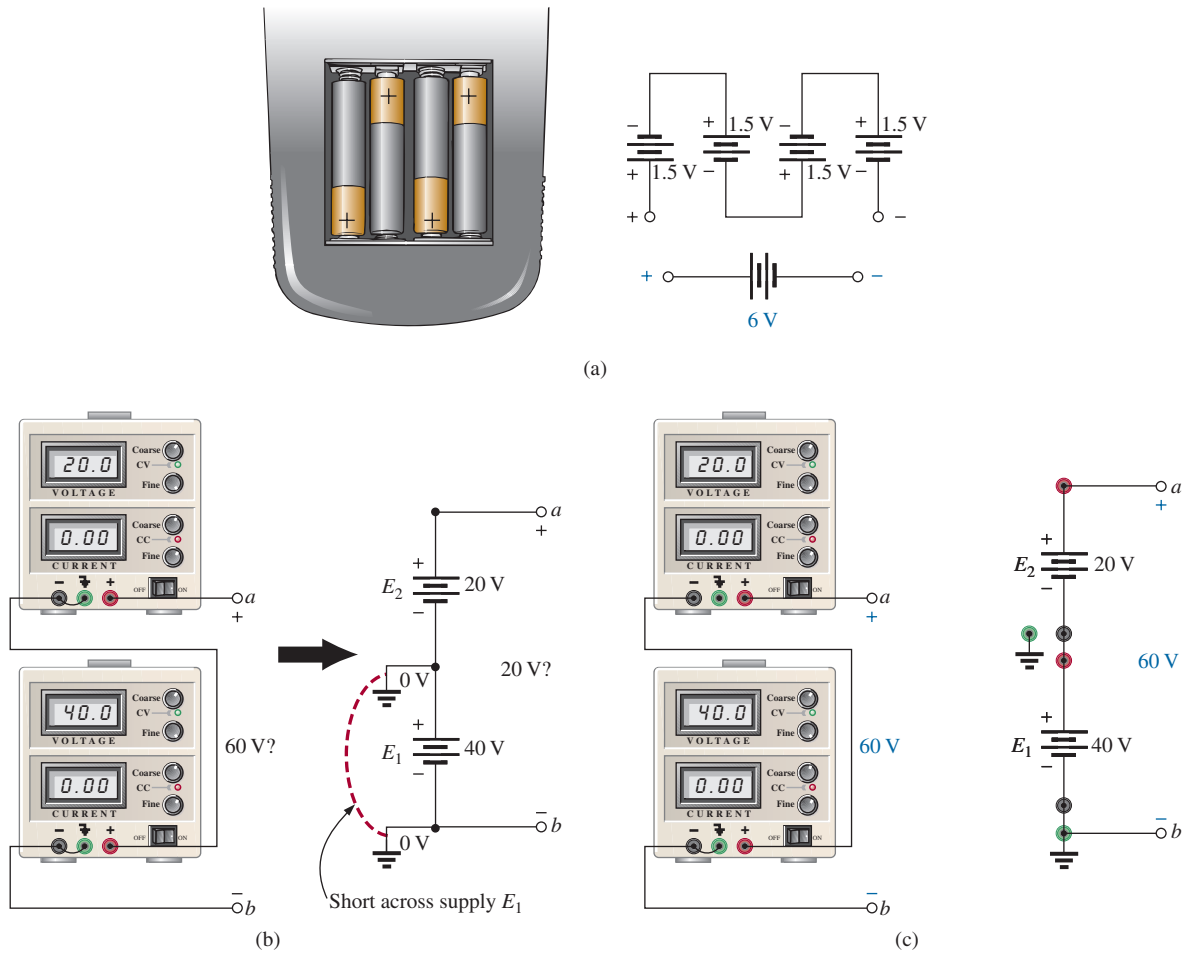 + + + +
- + 1.5 V - + 1.5 V
+ 1.5 V - + 1.5 V -
+ -
+ -
6 V
(a)
20.0
VOLTAGE
Coarse
CV
Fine
0.00
CURRENT
Coarse
CC
Fine
- +
OFF ON
a
+
40.0
VOLTAGE
Coarse
CV
Fine
60 V?
0.00
CURRENT
Coarse
CC
Fine
- +
OFF ON
-
b
a
+
+
E2 20 V
-
0 V
20 V?
+
E1 40 V
-
-
b
0 V
Short across supply E1
(b)
20.0
VOLTAGE
Coarse
CV
Fine
0.00
CURRENT
Coarse
CC
Fine
- +
OFF ON
a
+
40.0
VOLTAGE
Coarse
CV
Fine
60 V
0.00
CURRENT
Coarse
CC
Fine
- +
OFF ON
-
b
a
+
+
E2 20 V
-
60 V
+
E1 40 V
-
-
b
(c)